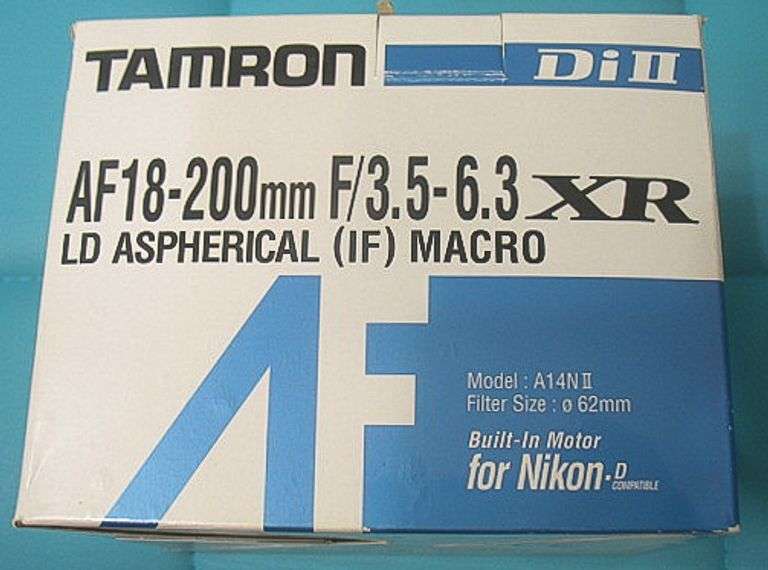 TAMRON Di II
AF18-200mm F/3.5-6.3 XR
LD ASPHERICAL (IF) MACRO
AF
Model : A14N II
Filter Size : ø 62mm
Built-In Motor
for Nikon-D
COMPATIBLE